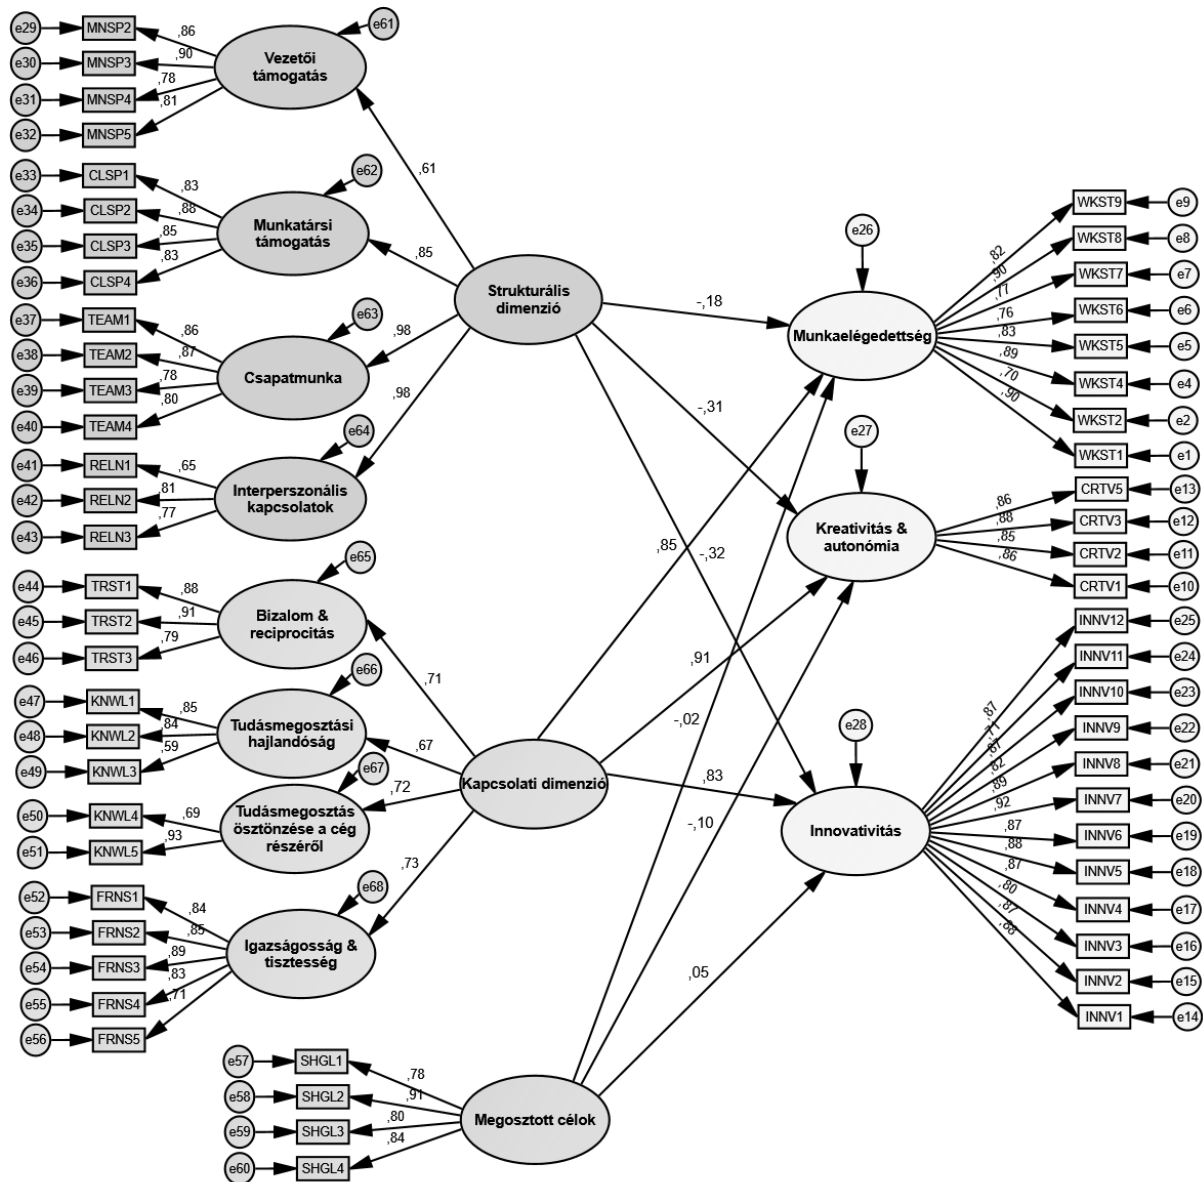 e29 MNSP2
,86
e30 MNSP3
,90
e31 MNSP4
,78
e32 MNSP5
,81
Vezetői
támogatás
e61
,61
e33 CLSP1
,83
e34 CLSP2
,88
e35 CLSP3
,85
e36 CLSP4
,83
Munkatársi
támogatás
e62
,85
e37 TEAM1
,86
e38 TEAM2
,87
e39 TEAM3
,78
e40 TEAM4
,80
Csapatmunka
e63
,98
e41 RELN1
,65
e42 RELN2
,81
e43 RELN3
,77
Interperszonális
kapcsolatok
e64
,98
e44 TRST1
,88
e45 TRST2
,91
e46 TRST3
,79
Bizalom &
reciprocitás
e65
,71
e47 KNWL1
,85
e48 KNWL2
,84
e49 KNWL3
,59
Tudásmegosztási
hajlandóság
e66
,67
e50 KNWL4
,69
e51 KNWL5
,93
Tudásmegosztás
ösztönzése a cég
részéről
e67
,72
e52 FRNS1
,84
e53 FRNS2
,85
e54 FRNS3
,89
e55 FRNS4
,83
e56 FRNS5
,71
Igazságosság &
tisztesség
e68
,73
e57 SHGL1
,78
e58 SHGL2
,91
e59 SHGL3
,80
e60 SHGL4
,84
Strukturális
dimenzió
Kapcsolati dimenzió
Megosztott célok
-,18
-,31
-,32
,85
,91
,83
-,02
-,10
,05
e26
Munkaelégedettség
e27
Kreativitás &
autonómia
e28
Innovativitás
,82
WKST9 e9
,90
WKST8 e8
,77
WKST7 e7
,76
WKST6 e6
,83
WKST5 e5
,89
WKST4 e4
,70
WKST2 e2
,90
WKST1 e1
,86
CRTV5 e13
,88
CRTV3 e12
,85
CRTV2 e11
,86
CRTV1 e10
,87
INNV12 e25
,71
INNV11 e24
,87
INNV10 e23
,82
INNV9 e22
,89
INNV8 e21
,92
INNV7 e20
,87
INNV6 e19
,88
INNV5 e18
,87
INNV4 e17
,80
INNV3 e16
,87
INNV2 e15
,88
INNV1 e14